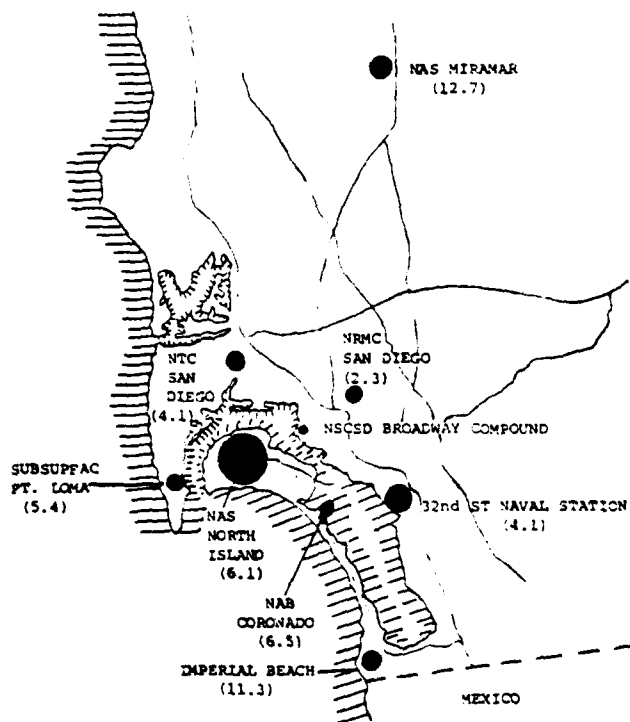 NAS MIRAMAR
(12.7)
NTC
SAN
DIEGO
(4.1)
NRMC
SAN DIEGO
(2.3)
NSCSD BROADWAY COMPOUND
SUBSUPFAC
PT. LOMA
(5.4)
NAS
NORTH
ISLAND
(6.1)
32nd ST NAVAL STATION
(4.1)
NAB
CORONADO
(6.5)
IMPERIAL BEACH
(11.3)
MEXICO